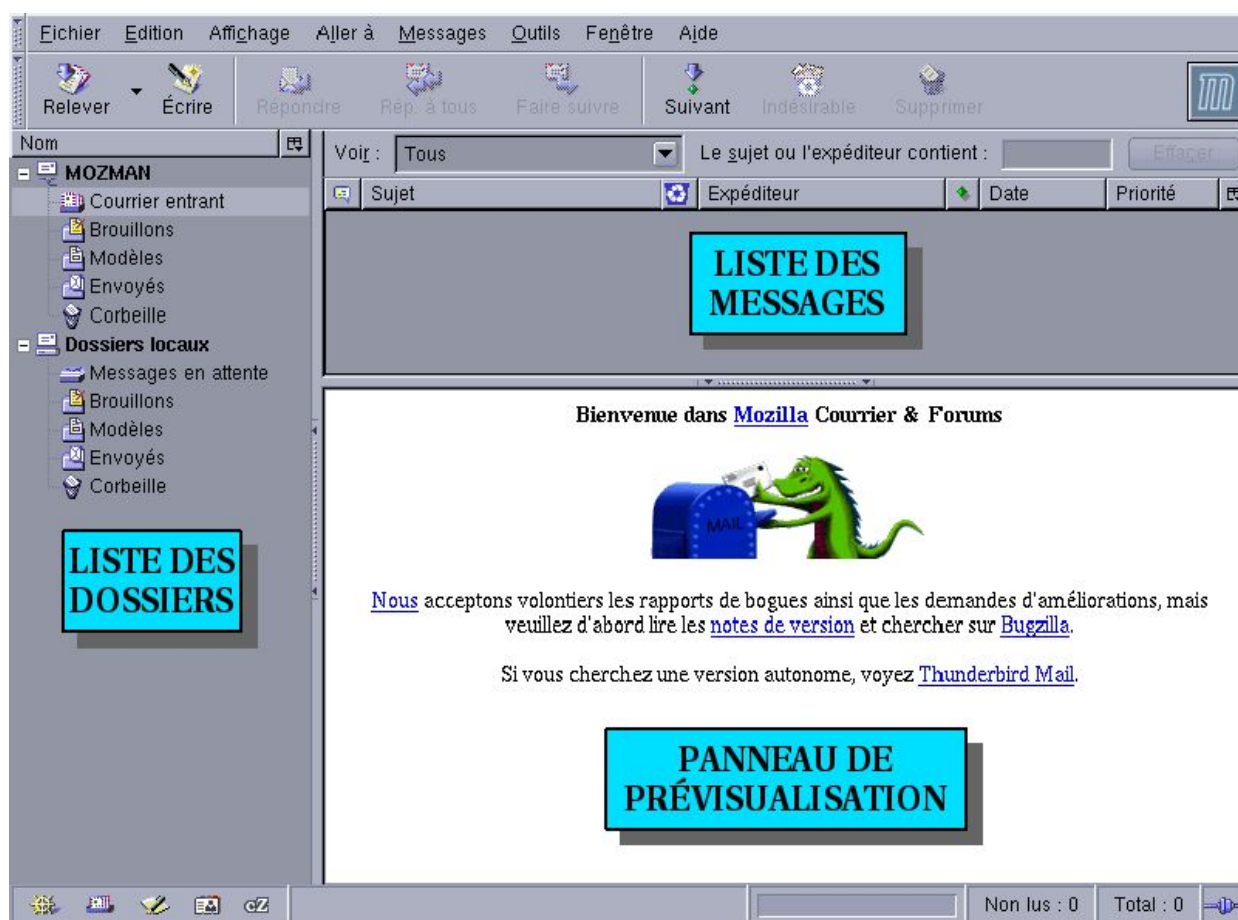 Fichier Edition Affichage Aller à Messages Outils Fenêtre Aide
Relever Écrire Répondre Rép. à tous Faire suivre Suivant Indésirable Supprimer
Nom
MOZMAN
Courrier entrant
Brouillons
Modèles
Envoyés
Corbeille
Dossiers locaux
Messages en attente
Brouillons
Modèles
Envoyés
Corbeille
LISTE DES
DOSSIERS
Voir : Tous Le sujet ou l'expéditeur contient : Effacer
Sujet Expéditeur Date Priorité
LISTE DES
MESSAGES
Bienvenue dans Mozilla Courrier & Forums
MAIL
Nous acceptons volontiers les rapports de bogues ainsi que les demandes d'améliorations, mais
veuillez d'abord lire les notes de version et chercher sur Bugzilla.
Si vous cherchez une version autonome, voyez Thunderbird Mail.
PANNEAU DE
PRÉVISUALISATION
cZ Non lus : 0 Total : 0